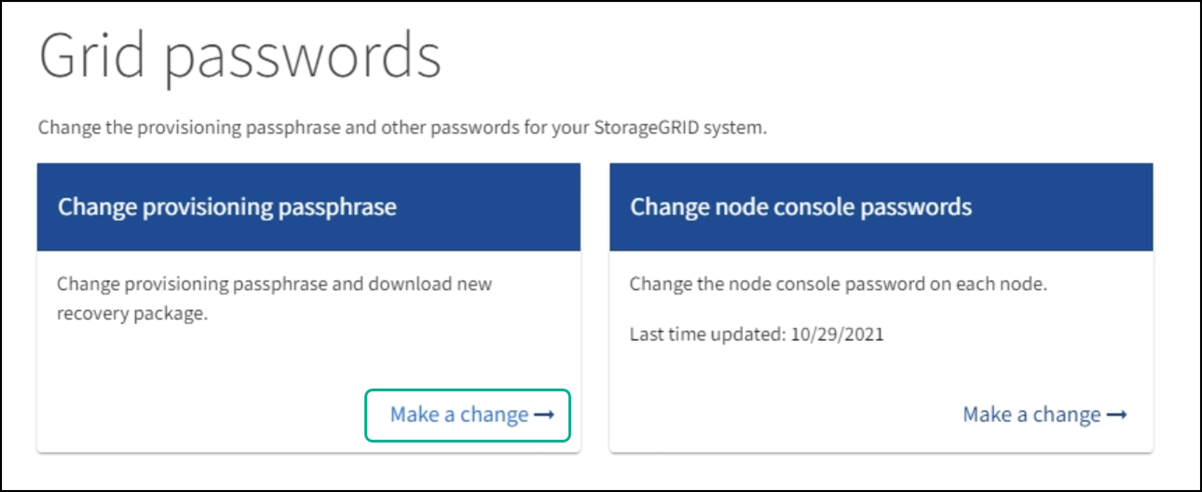 Grid passwords
Change the provisioning passphrase and other passwords for your StorageGRID system.
Change provisioning passphrase
Change provisioning passphrase and download new
recovery package.
Make a change →
Change node console passwords
Change the node console password on each node.
Last time updated: 10/29/2021
Make a change →